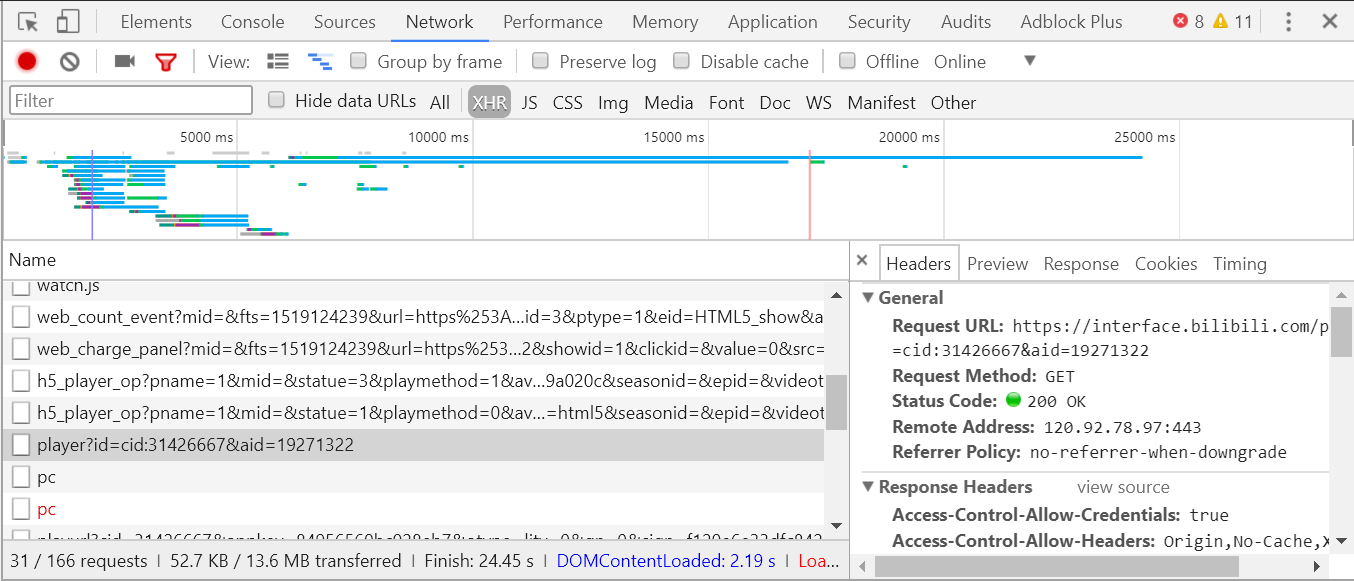 Elements Console Sources Network Performance Memory Application Security Audits Adblock Plus 8 11
View: Group by frame Preserve log Disable cache Offline Online
Filter Hide data URLs All XHR JS CSS Img Media Font Doc WS Manifest Other
5000 ms 10000 ms 15000 ms 20000 ms 25000 ms
Name
watch.js
web_count_event?mid=&fts=1519124239&url=https%253A...id=3&ptype=1&eid=HTML5_show&a
web_charge_panel?mid=&fts=1519124239&url=https%253...2&showid=1&clickid=&value=0&src=
h5_player_op?pname=1&mid=&statue=3&playmethod=1&av...9a020c&seasonid=&epid=&videot
h5_player_op?pname=1&mid=&statue=1&playmethod=0&av...=html5&seasonid=&epid=&videot
player?id=cid:31426667&aid=19271322
pc
pc
31 / 166 requests | 52.7 KB / 13.6 MB transferred | Finish: 24.45 s | DOMContentLoaded: 2.19 s | Loa...
Headers Preview Response Cookies Timing
General
Request URL: https://interface.bilibili.com/p
=cid:31426667&aid=19271322
Request Method: GET
Status Code: 200 OK
Remote Address: 120.92.78.97:443
Referrer Policy: no-referrer-when-downgrade
Response Headers view source
Access-Control-Allow-Credentials: true
Access-Control-Allow-Headers: Origin,No-Cache,X